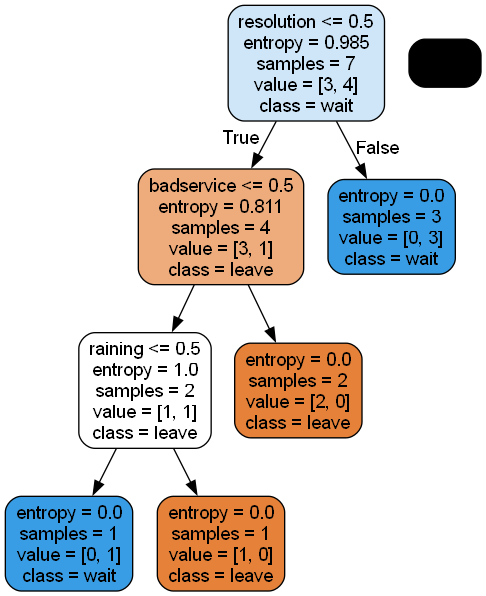 resolution <= 0.5
entropy = 0.985
samples = 7
value = [3, 4]
class = wait
True
False
badservice <= 0.5
entropy = 0.811
samples = 4
value = [3, 1]
class = leave
entropy = 0.0
samples = 3
value = [0, 3]
class = wait
raining <= 0.5
entropy = 1.0
samples = 2
value = [1, 1]
class = leave
entropy = 0.0
samples = 2
value = [2, 0]
class = leave
entropy = 0.0
samples = 1
value = [0, 1]
class = wait
entropy = 0.0
samples = 1
value = [1, 0]
class = leave